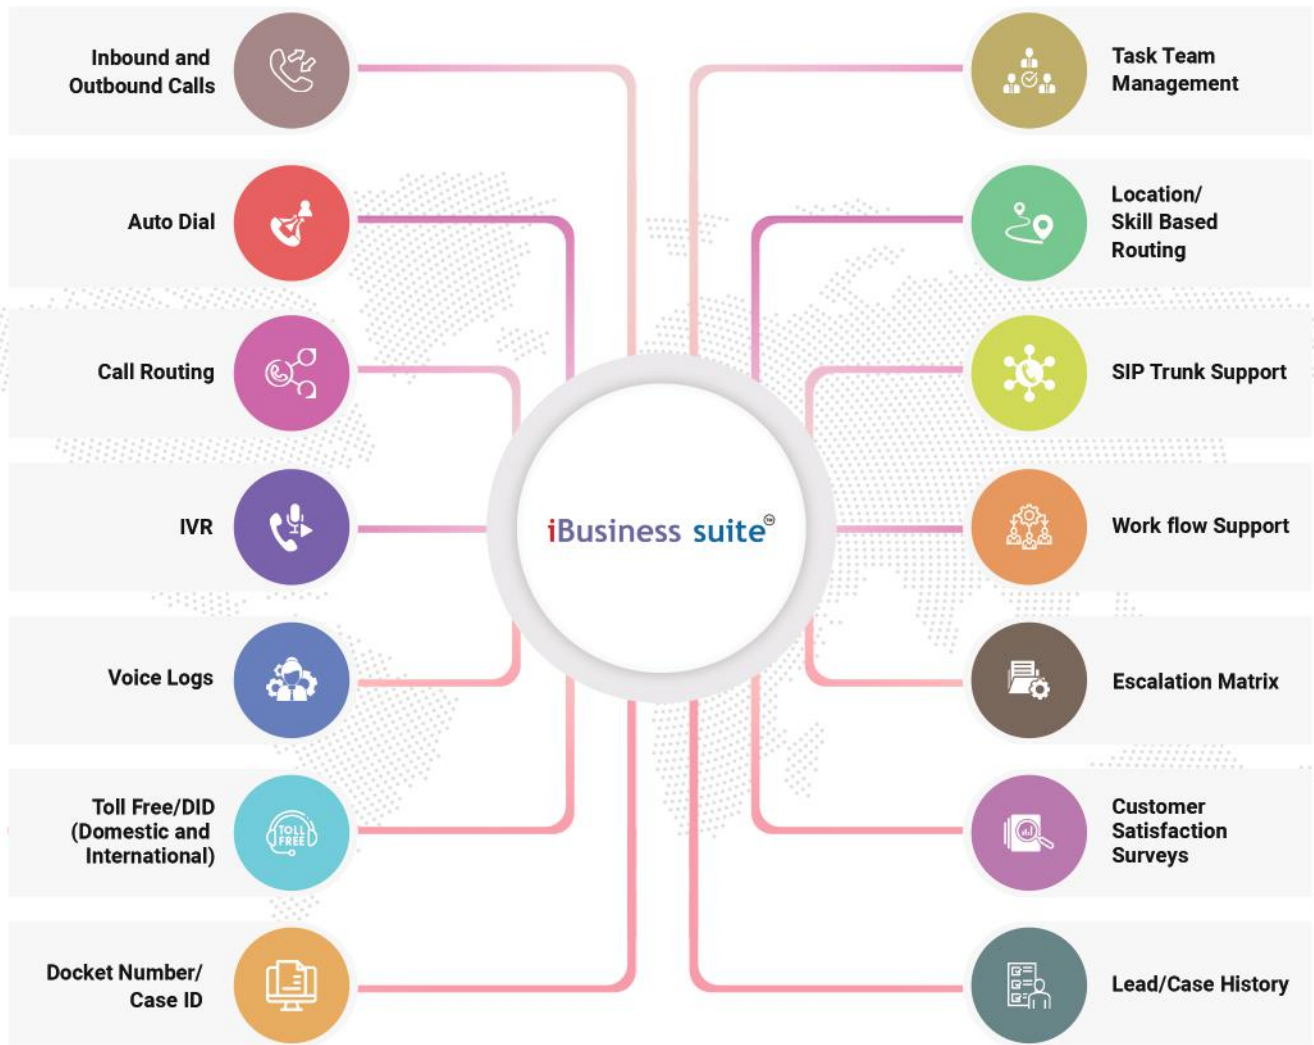 Inbound and
Outbound Calls
Auto Dial
Call Routing
IVR
Voice Logs
Toll Free/DID
(Domestic and
International)
TOLL
FREE
Docket Number/
Case ID
iBusiness suite™
Task Team
Management
Location/
Skill Based
Routing
SIP Trunk Support
Work flow Support
Escalation Matrix
Customer
Satisfaction
Surveys
Lead/Case History